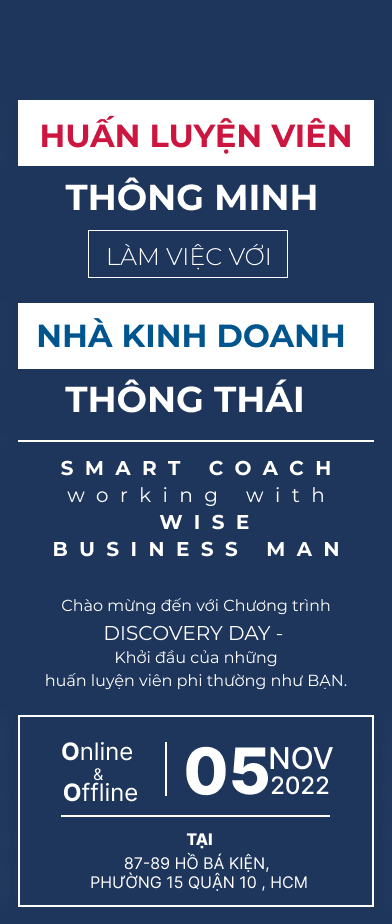 HUẤN LUYỆN VIÊN
THÔNG MINH
LÀM VIỆC VỚI
NHÀ KINH DOANH
THÔNG THÁI
SMART COACH
working with
WISE
BUSINESS MAN
Chào mừng đến với Chương trình
DISCOVERY DAY -
Khởi đầu của những
huấn luyện viên phi thường như BẠN.
Online
&
Offline
05 NOV
2022
TẠI
87-89 HỒ BÁ KIỆN,
PHƯỜNG 15 QUẬN 10 , HCM